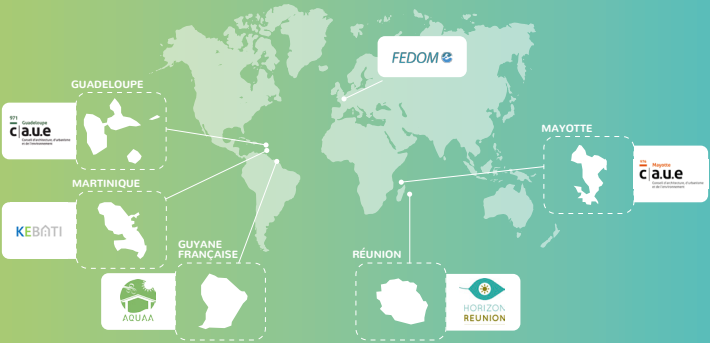 FEDOM
GUADELOUPE
971
Guadeloupe
c|a.u.e
Conseil d'architecture, d'urbanisme
et de l'environnement
MARTINIQUE
KEBATI
GUYANE
FRANÇAISE
AQUAA
RÉUNION
HORIZON
REUNION
MAYOTTE
976
Mayotte
c|a.u.e
Conseil d'architecture, d'urbanisme
et de l'environnement